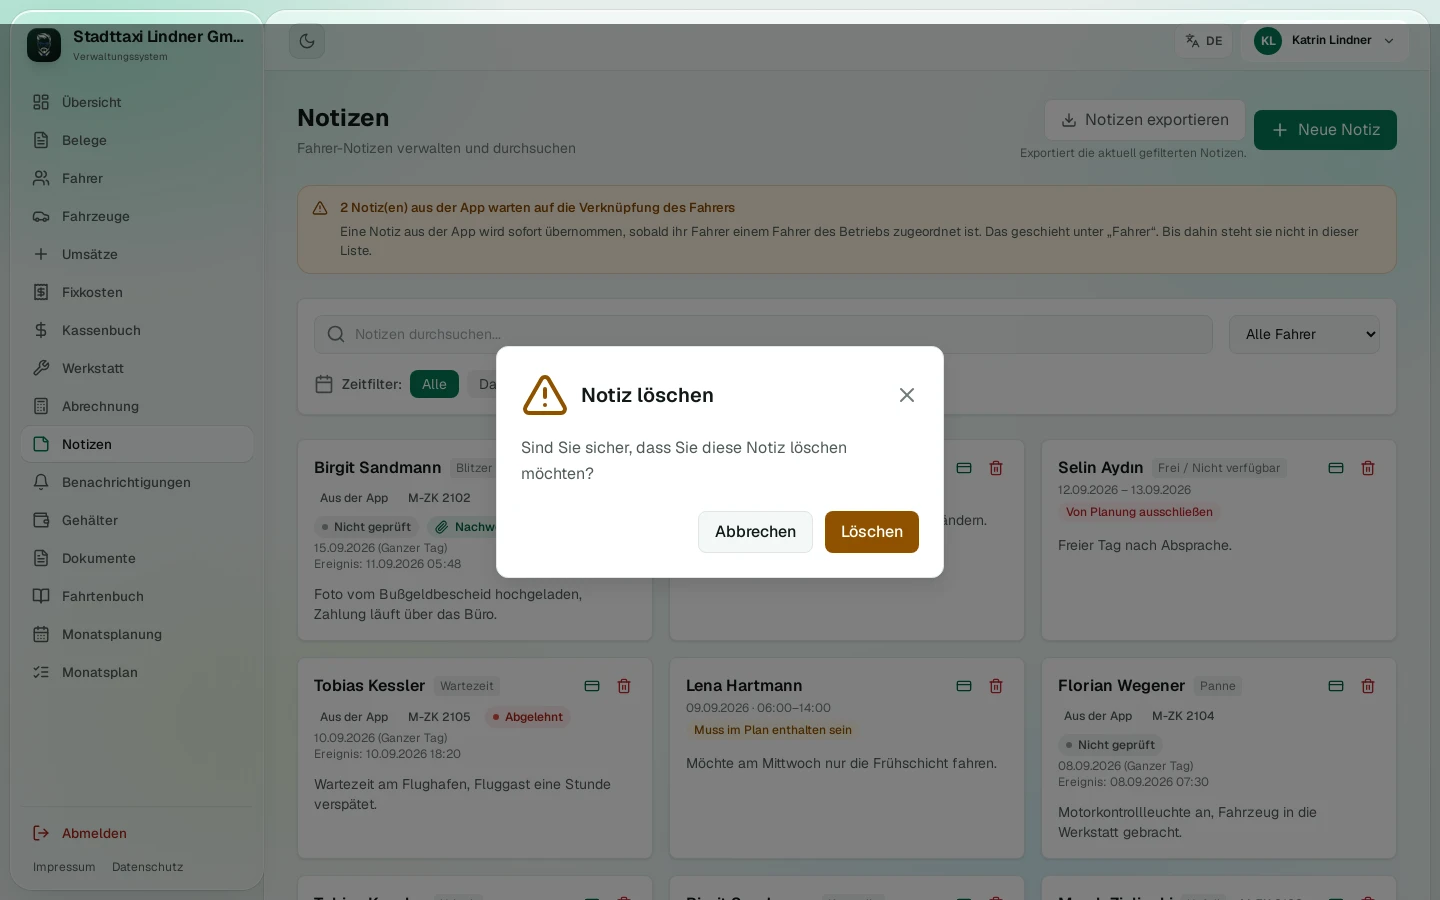 Stadttaxi Lindner Gm...
Verwaltungssystem
Übersicht
Belege
Fahrer
Fahrzeuge
Umsätze
Fixkosten
Kassenbuch
Werkstatt
Abrechnung
Notizen
Benachrichtigungen
Gehälter
Dokumente
Fahrtenbuch
Monatsplanung
Monatsplan
Abmelden
Impressum Datenschutz
DE
KL Katrin Lindner
Notizen
Fahrer-Notizen verwalten und durchsuchen
Notizen exportieren
Exportiert die aktuell gefilterten Notizen.
Neue Notiz
2 Notiz(en) aus der App warten auf die Verknüpfung des Fahrers
Eine Notiz aus der App wird sofort übernommen, sobald ihr Fahrer einem Fahrer des Betriebs zugeordnet ist. Das geschieht unter „Fahrer“. Bis dahin steht sie nicht in dieser
Liste.
Notizen durchsuchen...
Alle Fahrer
Zeitfilter: Alle
Notiz löschen
Sind Sie sicher, dass Sie diese Notiz löschen
möchten?
Abbrechen Löschen
Birgit Sandmann Blitzer
Aus der App M-ZK 2102
Nicht geprüft
15.09.2026 (Ganzer Tag)
Ereignis: 11.09.2026 05:48
Foto vom Bußgeldbescheid hochgeladen,
Zahlung läuft über das Büro.
Selin Aydın Frei / Nicht verfügbar
12.09.2026 – 13.09.2026
Von Planung ausschließen
Freier Tag nach Absprache.
Tobias Kessler Wartezeit
Aus der App M-ZK 2105 Abgelehnt
10.09.2026 (Ganzer Tag)
Ereignis: 10.09.2026 18:20
Wartezeit am Flughafen, Fluggast eine Stunde
verspätet.
Lena Hartmann
09.09.2026 · 06:00–14:00
Muss im Plan enthalten sein
Möchte am Mittwoch nur die Frühschicht fahren.
Florian Wegener Panne
Aus der App M-ZK 2104
Nicht geprüft
08.09.2026 (Ganzer Tag)
Ereignis: 08.09.2026 07:30
Motorkontrollleuchte an, Fahrzeug in die
Werkstatt gebracht.